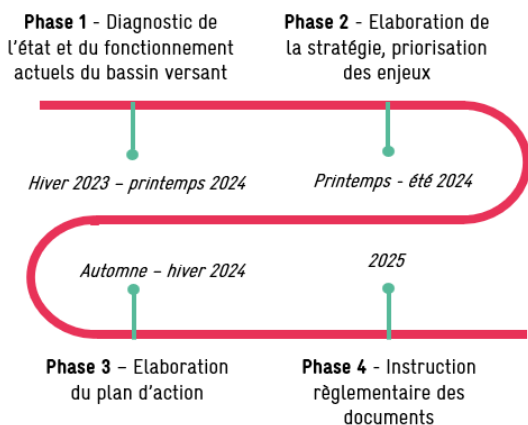 Phase 1 - Diagnostic de
l'état et du fonctionnement
actuels du bassin versant
Phase 2 - Elaboration de
la stratégie, priorisation
des enjeux
Hiver 2023 – printemps 2024
Printemps - été 2024
Automne – hiver 2024
2025
Phase 3 – Elaboration
du plan d'action
Phase 4 - Instruction
règlementaire des
documents